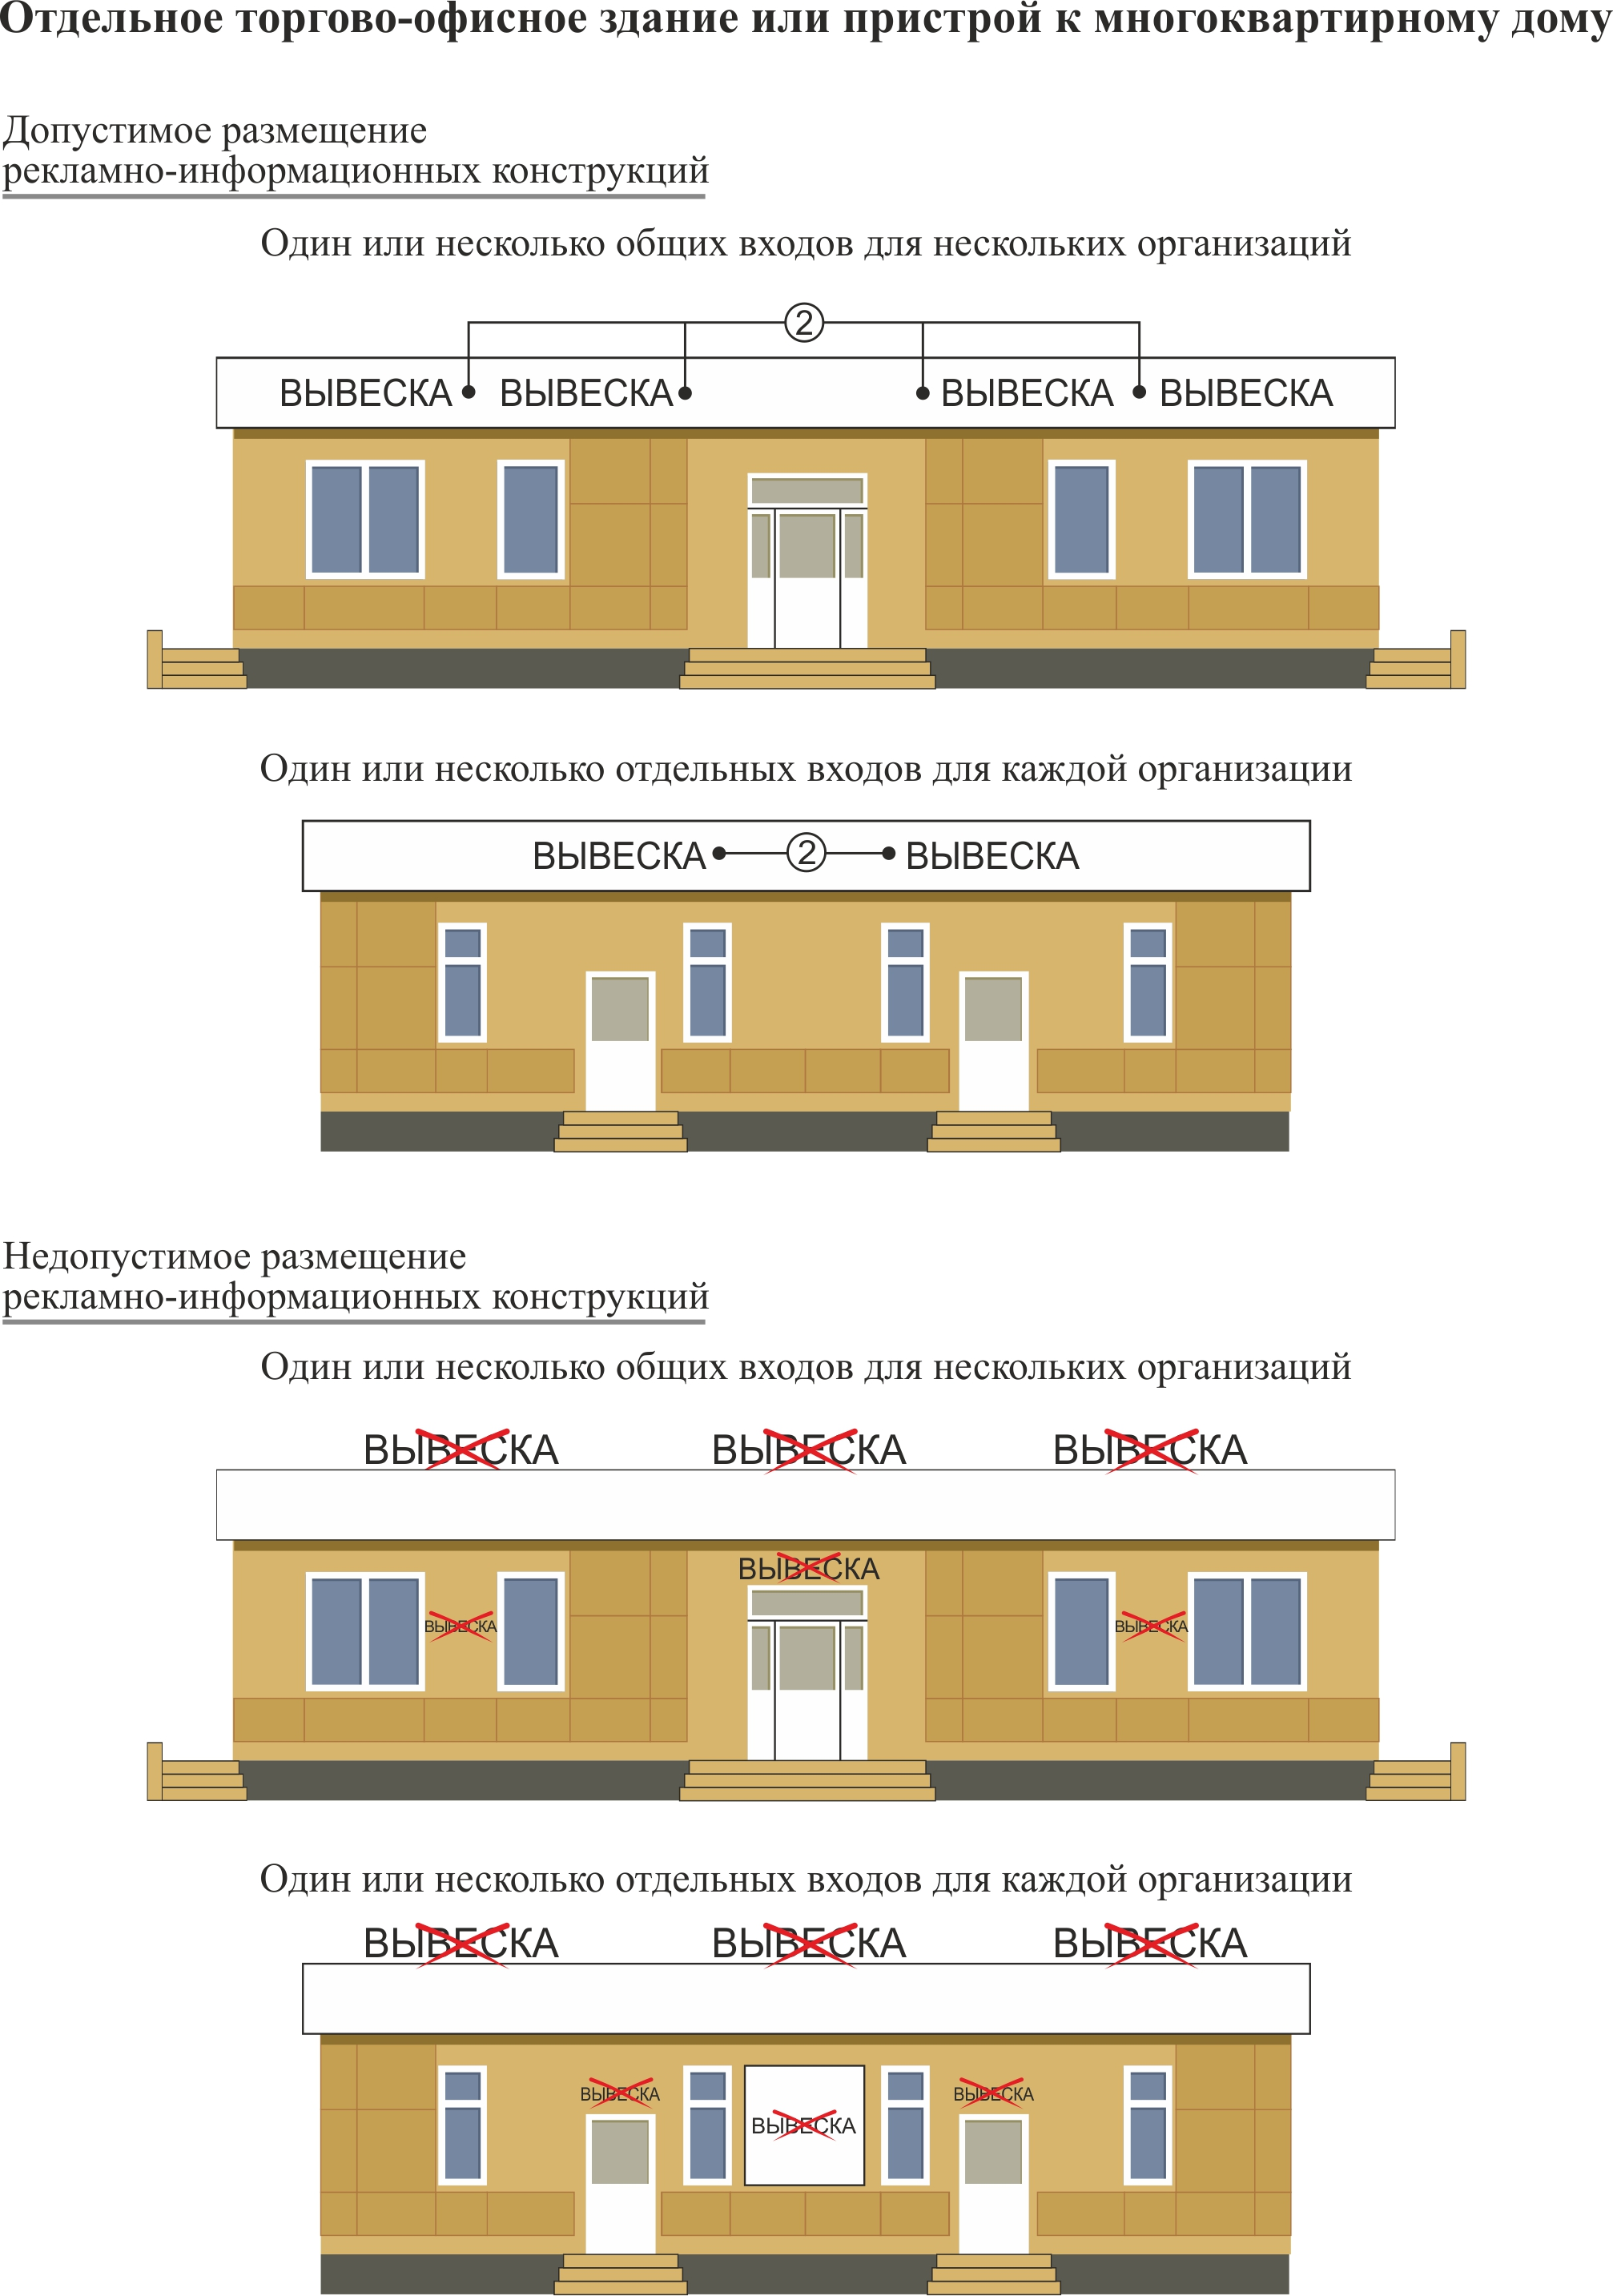 Отдельное торгово-офисное здание или пристрой к многоквартирному дому
Допустимое размещение
рекламно-информационных конструкций
Один или несколько общих входов для нескольких организаций
2
ВЫВЕСКА ВЫВЕСКА ВЫВЕСКА ВЫВЕСКА
Один или несколько отдельных входов для каждой организации
ВЫВЕСКА 2 ВЫВЕСКА
Недопустимое размещение
рекламно-информационных конструкций
Один или несколько общих входов для нескольких организаций
ВЫВЕСКА ВЫВЕСКА ВЫВЕСКА
ВЫВЕСКА
ВЫВЕСКА ВЫВЕСКА
Один или несколько отдельных входов для каждой организации
ВЫВЕСКА ВЫВЕСКА ВЫВЕСКА
ВЫВЕСКА ВЫВЕСКА
ВЫВЕСКА